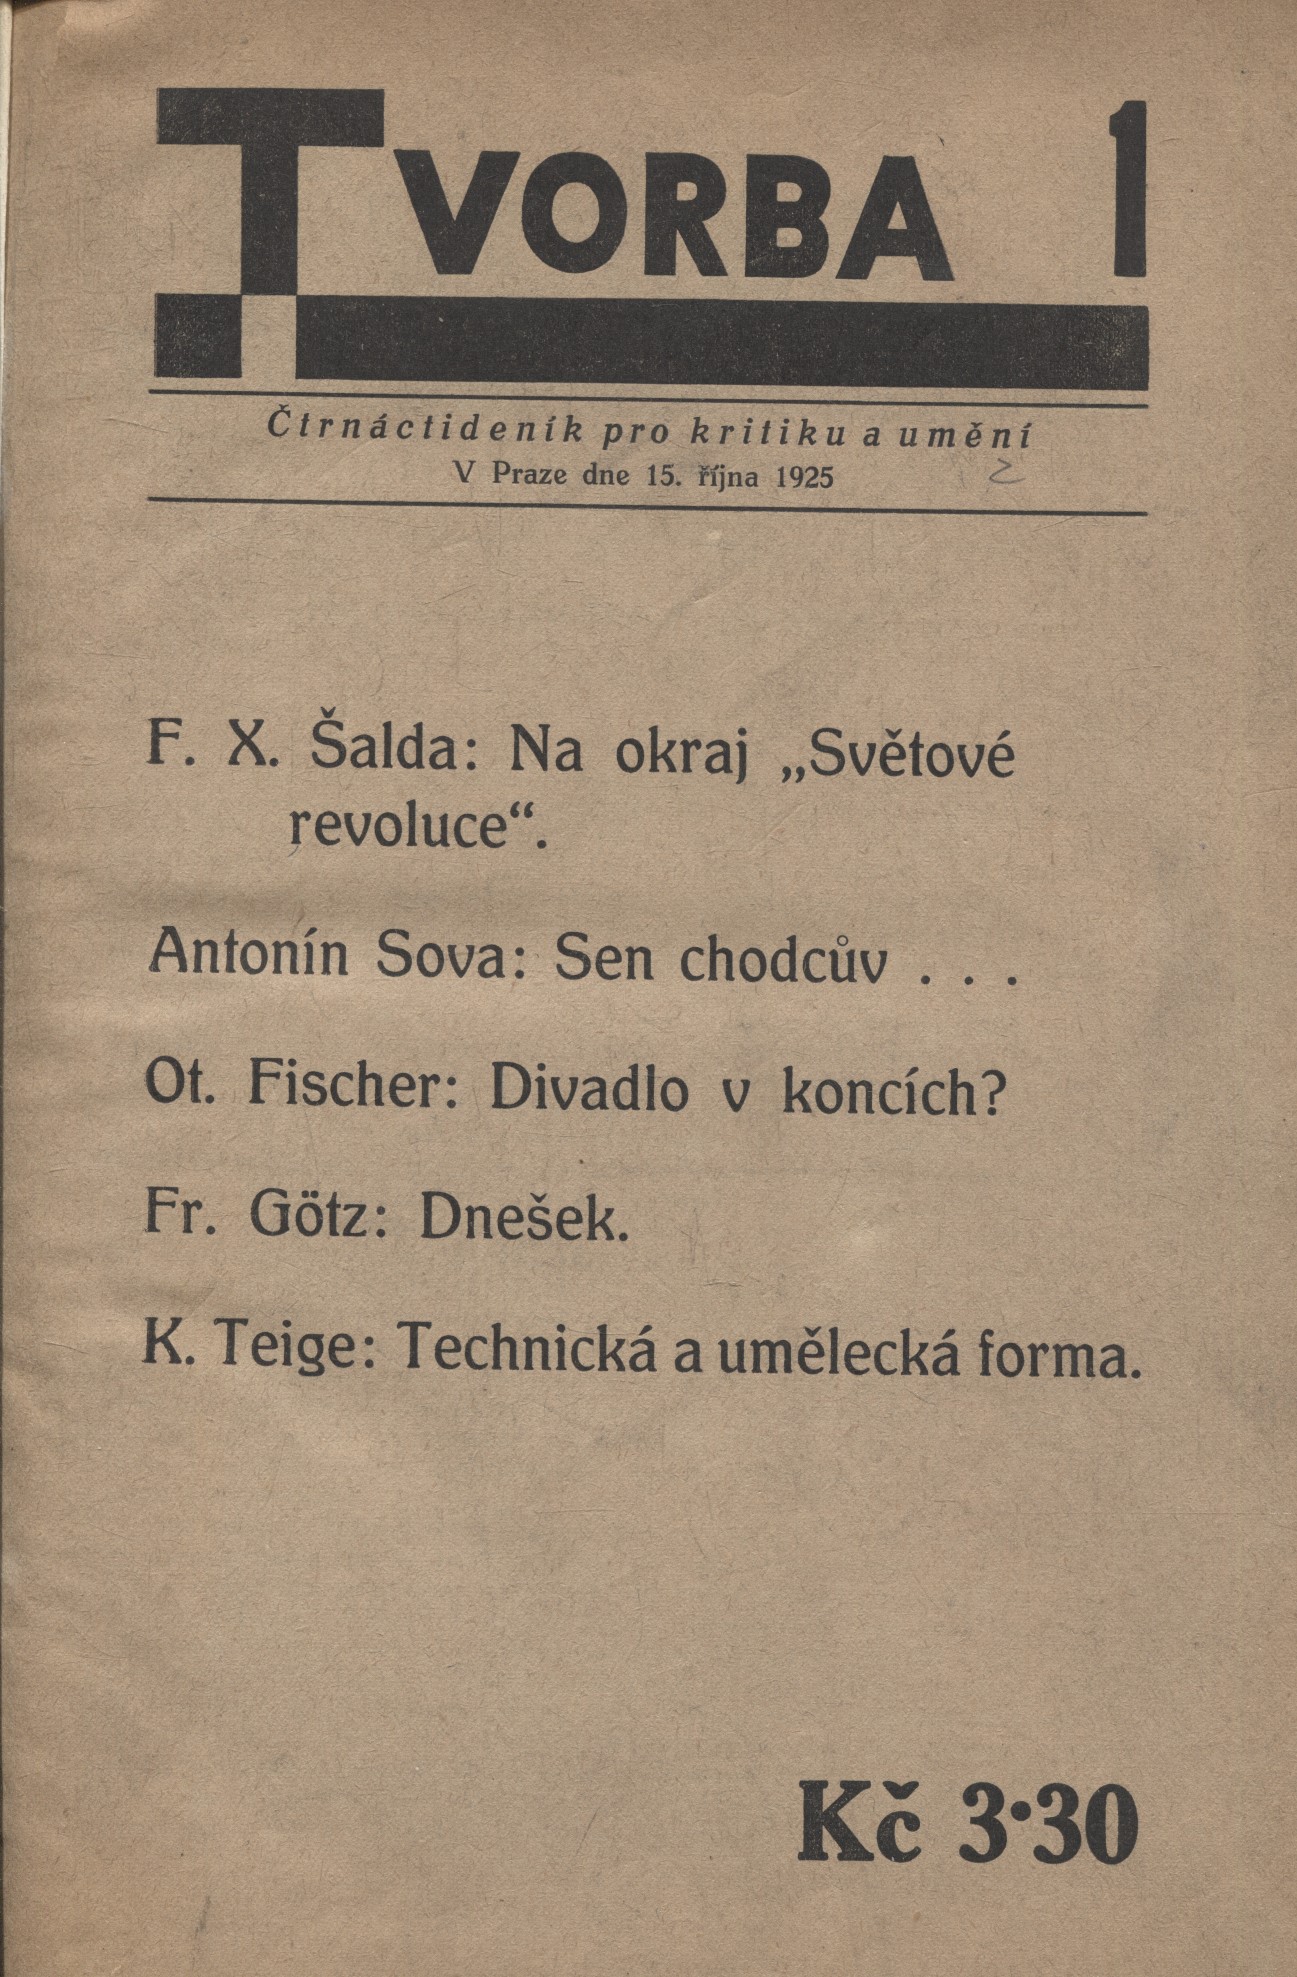 TVORBA 1
Čtrnáctideník pro kritiku a umění
V Praze dne 15. října 1925
2
F. X. Šalda: Na okraj „Světové
revoluce“.
Antonín Sova: Sen chodcův . . .
Ot. Fischer: Divadlo v koncích?
Fr. Götz: Dnešek.
K. Teige: Technická a umělecká forma.
Kč 3·30